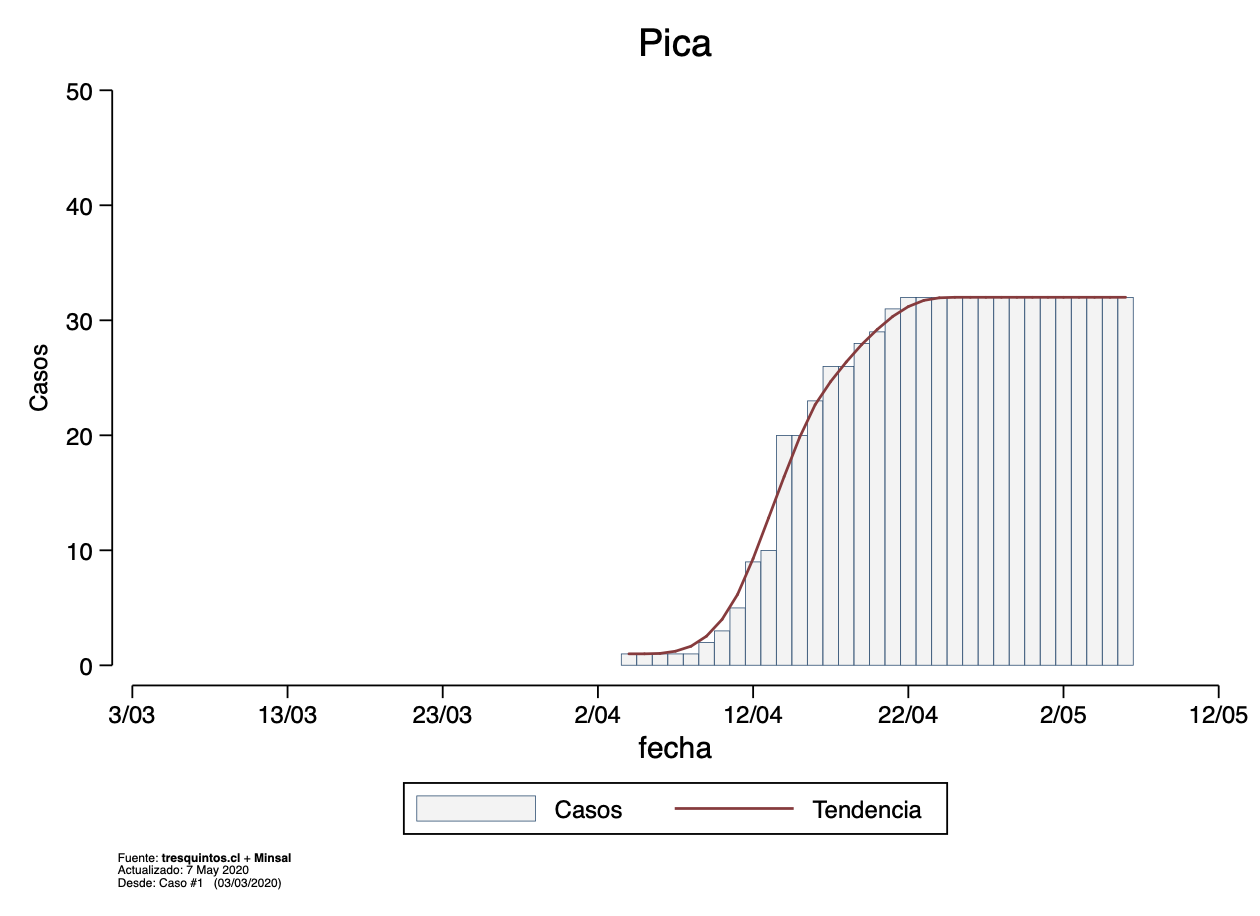 Pica
50
40
30
20
10
0
Casos
3/03 13/03 23/03 2/04 12/04 22/04 2/05 12/05
fecha
Casos Tendencia
Fuente: tresquintos.cl + Minsal
Actualizado: 7 May 2020
Desde: Caso #1 (03/03/2020)